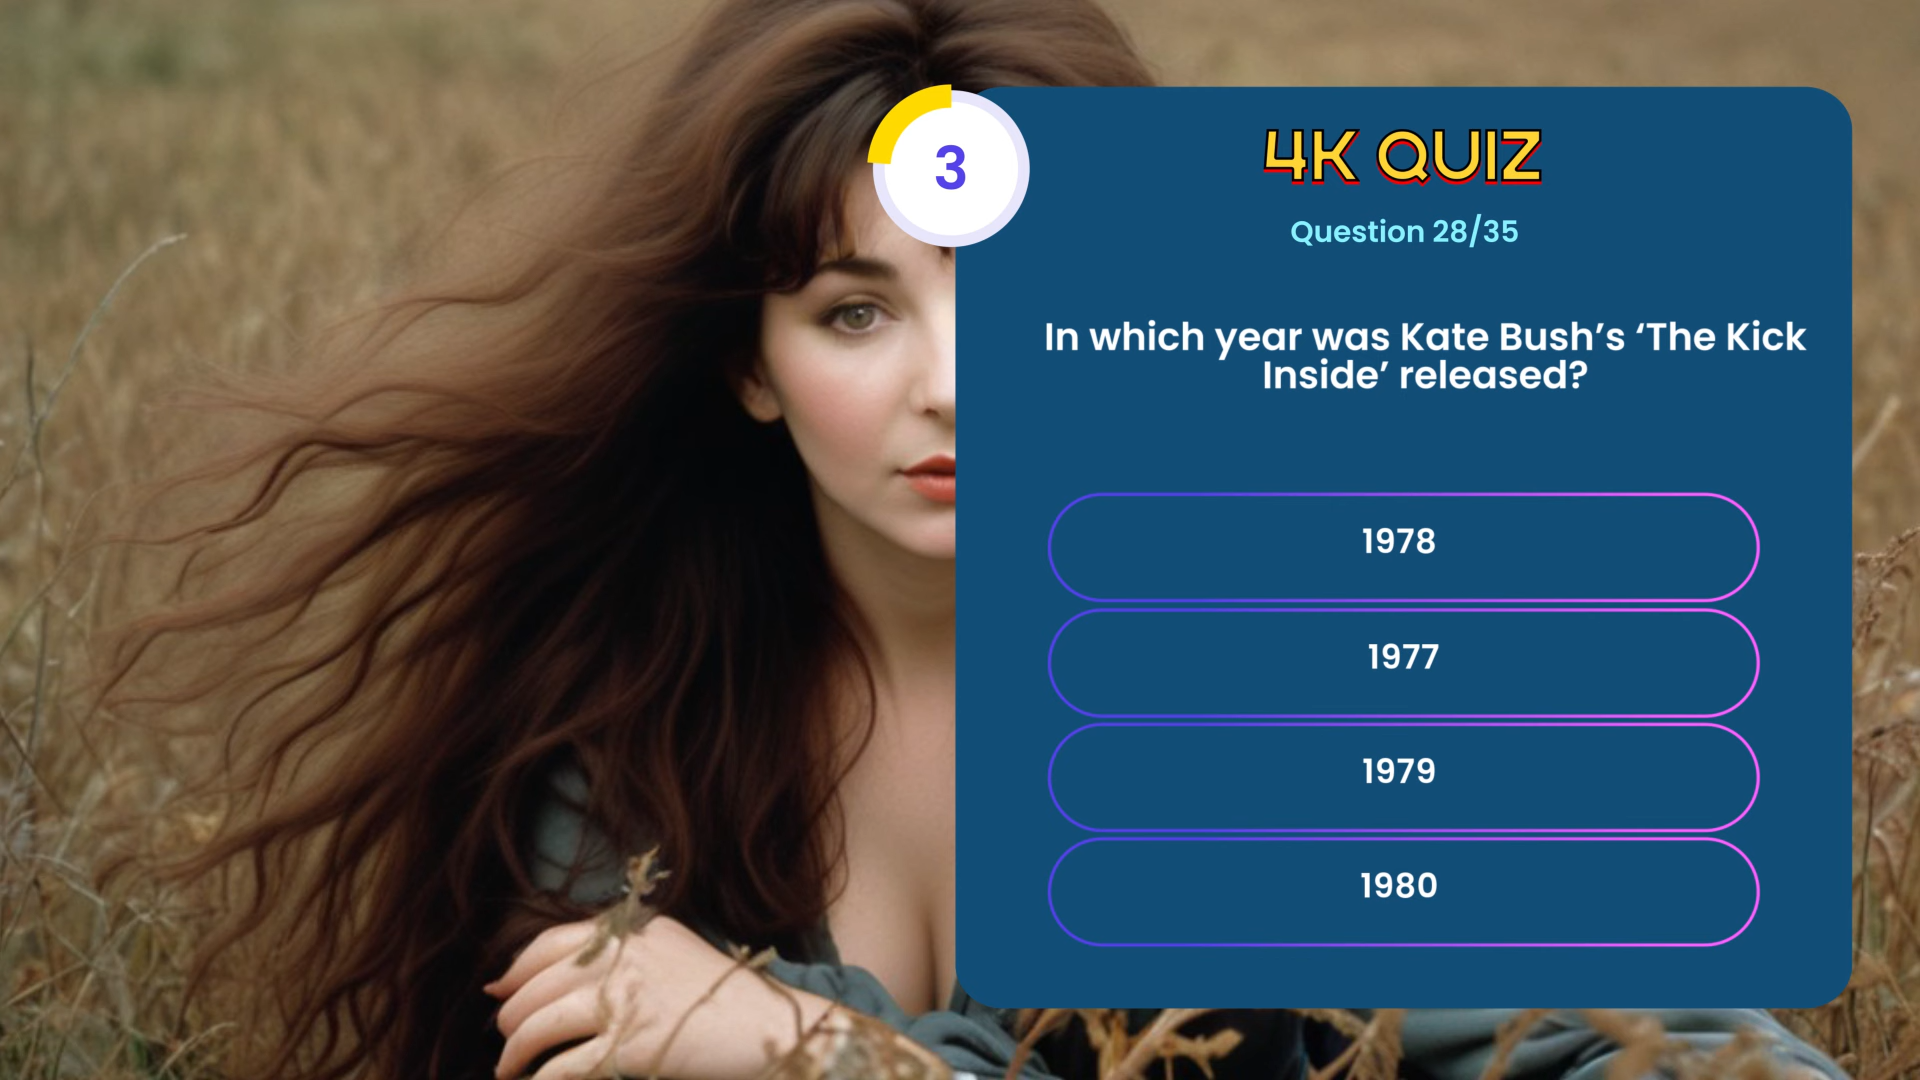 3
4K QUIZ
Question 28/35
In which year was Kate Bush’s ‘The Kick
Inside’ released?
1978
1977
1979
1980